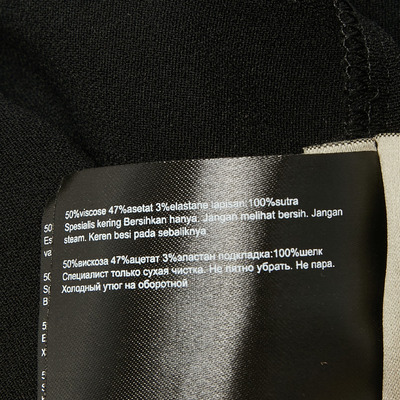 50%viscose 47%asetat 3%elastane lapisan:100%sutra
Spesialis kering Bersihkan hanya. Jangan melihat bersih. Jangan
steam. Keren besi pada sebaliknya
50%вискоза 47%ацетат 3%эластан подкладка:100%шелк
Специалист только сухая чистка. Не пятно убрать. Не пара.
Холодный утюг на обратной